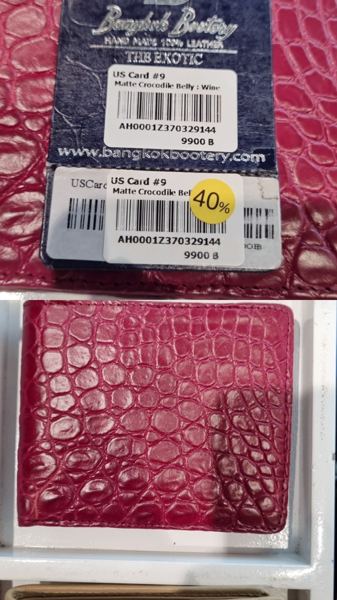 Bangkok Bootery
HAND MADE 100% LEATHER
THE EXOTIC
US Card #9
Matte Crocodile Belly : Wine
AH0001Z370329144
9900 B
www.bangkokbootery.com
USCard
US Card #9
Matte Crocodile Bel
40%
AH0001Z370329144
9900 B